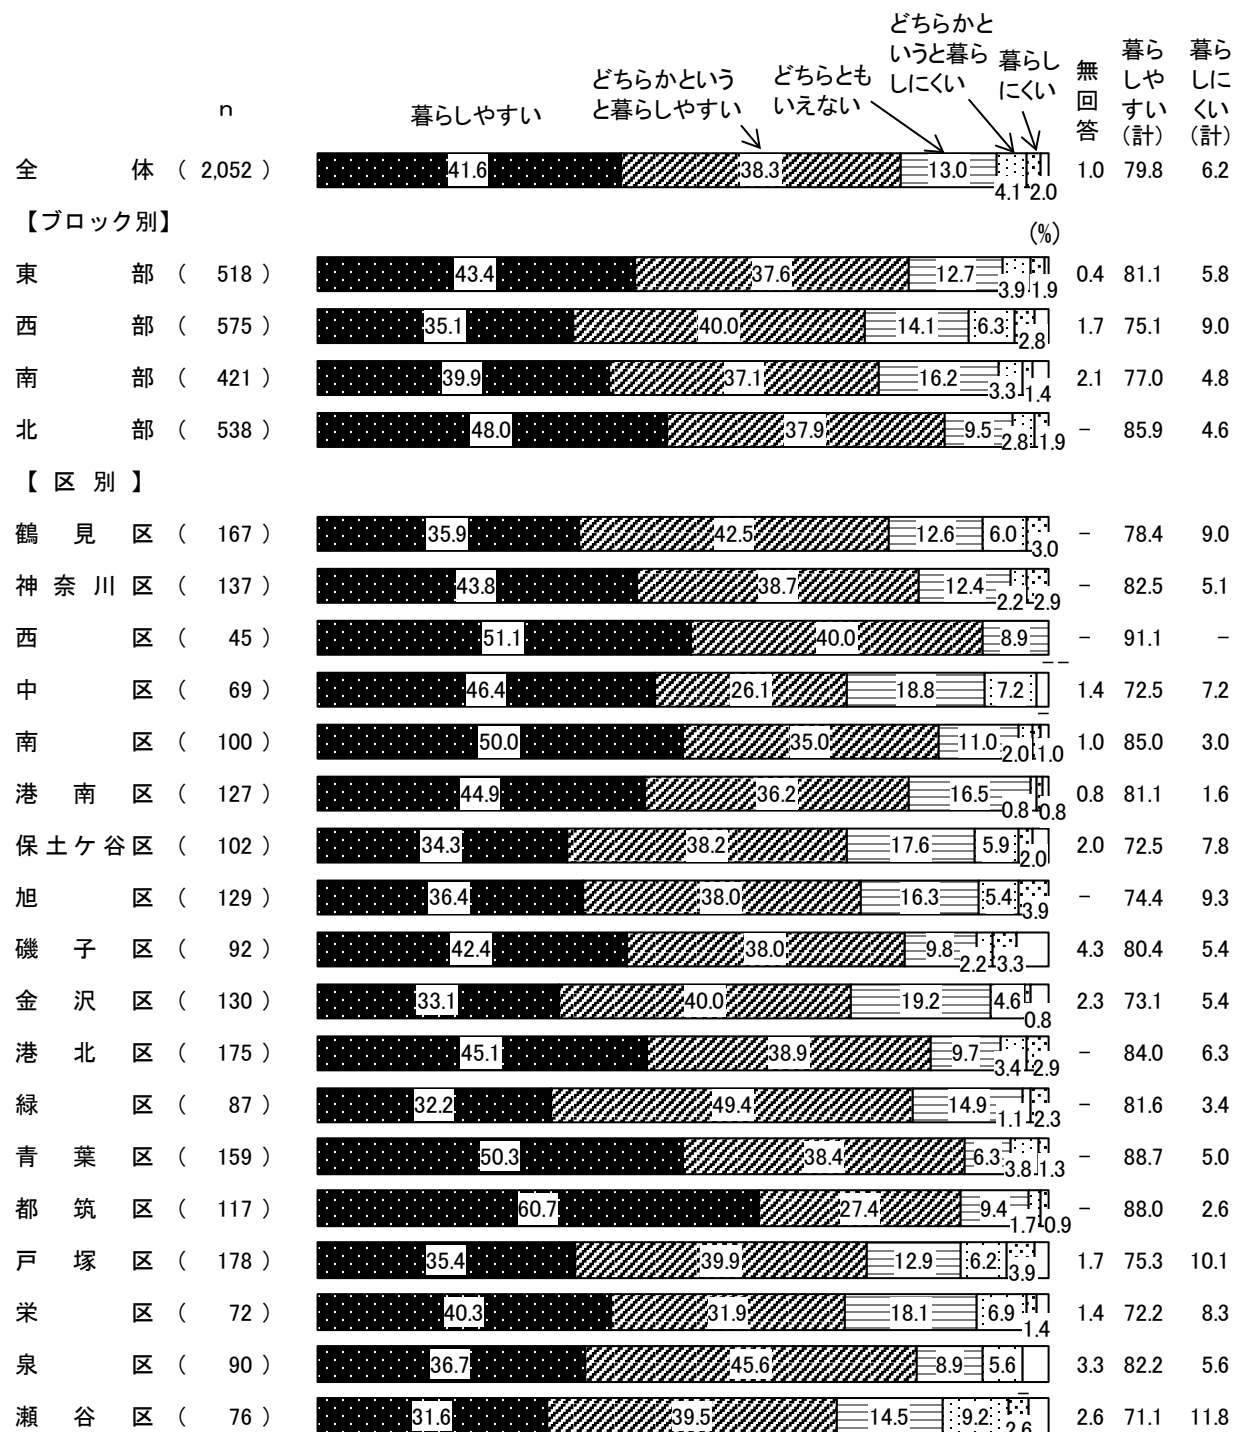 n 暮らしやすい どちらかというと暮らしやすい どちらともいえない どちらかというと暮らしにくい 暮らしにくい 無回答 暮らしやすい(計) 暮らしにくい(計)
全体 ( 2,052 ) 41.6 38.3 13.0 4.1 2.0 1.0 79.8 6.2
【ブロック別】 (%)
東部 ( 518 ) 43.4 37.6 12.7 3.9 1.9 0.4 81.1 5.8
西部 ( 575 ) 35.1 40.0 14.1 6.3 2.8 1.7 75.1 9.0
南部 ( 421 ) 39.9 37.1 16.2 3.3 1.4 2.1 77.0 4.8
北部 ( 538 ) 48.0 37.9 9.5 2.8 1.9 − 85.9 4.6
【区別】
鶴見区 ( 167 ) 35.9 42.5 12.6 6.0 3.0 − 78.4 9.0
神奈川区 ( 137 ) 43.8 38.7 12.4 2.2 2.9 − 82.5 5.1
西区 ( 45 ) 51.1 40.0 8.9 − − − 91.1 −
中区 ( 69 ) 46.4 26.1 18.8 7.2 − 1.4 72.5 7.2
南区 ( 100 ) 50.0 35.0 11.0 2.0 1.0 1.0 85.0 3.0
港南区 ( 127 ) 44.9 36.2 16.5 0.8 0.8 0.8 81.1 1.6
保土ケ谷区 ( 102 ) 34.3 38.2 17.6 5.9 2.0 2.0 72.5 7.8
旭区 ( 129 ) 36.4 38.0 16.3 5.4 3.9 − 74.4 9.3
磯子区 ( 92 ) 42.4 38.0 9.8 2.2 3.3 4.3 80.4 5.4
金沢区 ( 130 ) 33.1 40.0 19.2 4.6 0.8 2.3 73.1 5.4
港北区 ( 175 ) 45.1 38.9 9.7 3.4 2.9 − 84.0 6.3
緑区 ( 87 ) 32.2 49.4 14.9 1.1 2.3 − 81.6 3.4
青葉区 ( 159 ) 50.3 38.4 6.3 3.8 1.3 − 88.7 5.0
都筑区 ( 117 ) 60.7 27.4 9.4 1.7 0.9 − 88.0 2.6
戸塚区 ( 178 ) 35.4 39.9 12.9 6.2 3.9 1.7 75.3 10.1
栄区 ( 72 ) 40.3 31.9 18.1 6.9 1.4 1.4 72.2 8.3
泉区 ( 90 ) 36.7 45.6 8.9 5.6 − 3.3 82.2 5.6
瀬谷区 ( 76 ) 31.6 39.5 14.5 9.2 2.6 2.6 71.1 11.8